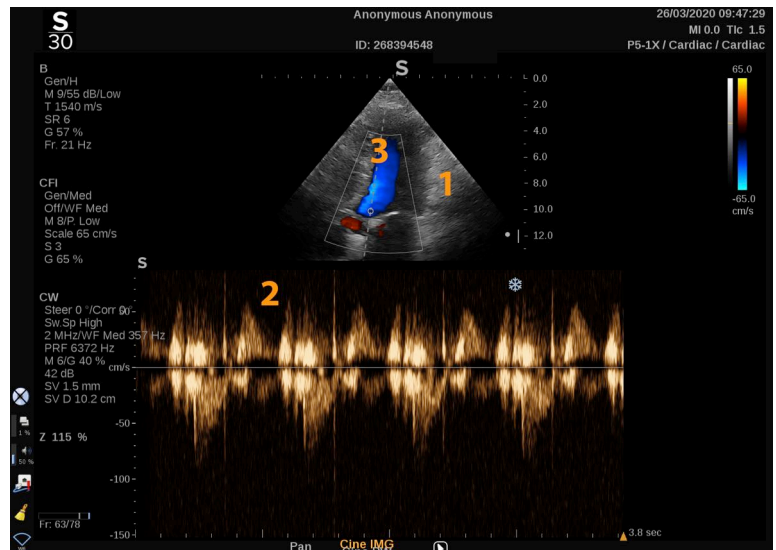 S
30
Anonymous Anonymous
ID: 268394548
26/03/2020 09:47:29
MI 0.0 TIc 1.5
P5-1X / Cardiac / Cardiac
B
Gen/H
M 9/55 dB/Low
T 1540 m/s
SR 6
G 57 %
Fr. 21 Hz
CFI
Gen/Med
Off/WF Med
M 8/P. Low
Scale 65 cm/s
S 3
G 65 %
S
0.0
2.0
4.0
6.0
8.0
10.0
12.0
3
1
65.0
-65.0
cm/s
S
2
CW
Steer 0 °/Corr 0
Sw.Sp High
2 MHz/WF Med 357 Hz
PRF 6372 Hz
M 6/G 40 %
42 dB
SV 1.5 mm
SV D 10.2 cm
cm/s
-50
-100
-150
Z 115 %
1 %
50 %
Fr: 63/78
3.8 sec
Pan
Cine IMG